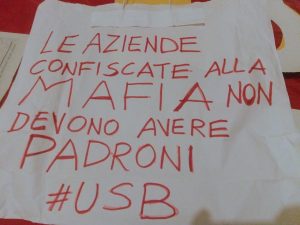 LE AZIENDE
CONFISCATE ALLA
MAFIA NON
DEVONO AVERE
PADRONI
#USB